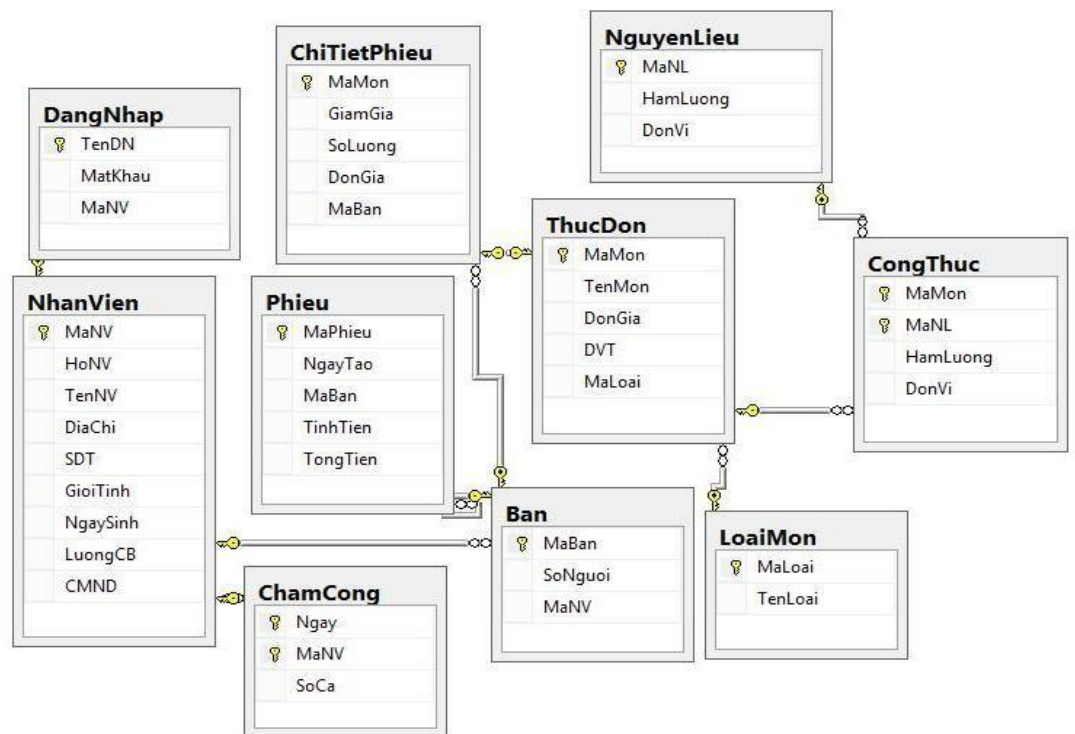 ChiTietPhieu
MaMon
GiamGia
SoLuong
DonGia
MaBan
NguyenLieu
MaNL
HamLuong
DonVi
DangNhap
TenDN
MatKhau
MaNV
ThucDon
MaMon
TenMon
DonGia
DVT
MaLoai
CongThuc
MaMon
MaNL
HamLuong
DonVi
NhanVien
MaNV
HoNV
TenNV
DiaChi
SDT
GioiTinh
NgaySinh
LuongCB
CMND
Phieu
MaPhieu
NgayTao
MaBan
TinhTien
TongTien
Ban
MaBan
SoNguoi
MaNV
LoaiMon
MaLoai
TenLoai
ChamCong
Ngay
MaNV
SoCa